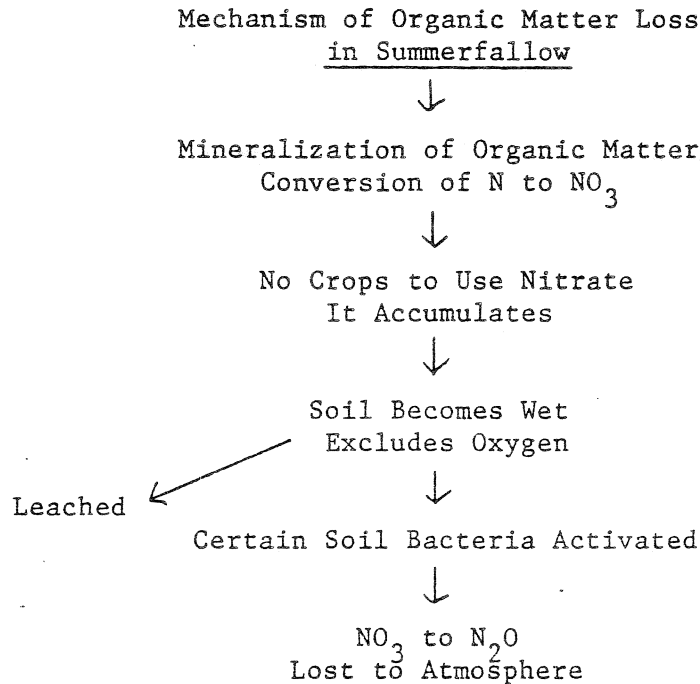 Mechanism of Organic Matter Loss
in Summerfallow
Mineralization of Organic Matter
Conversion of N to NO3
No Crops to Use Nitrate
It Accumulates
Soil Becomes Wet
Excludes Oxygen
Leached
Certain Soil Bacteria Activated
NO3 to N2O
Lost to Atmosphere